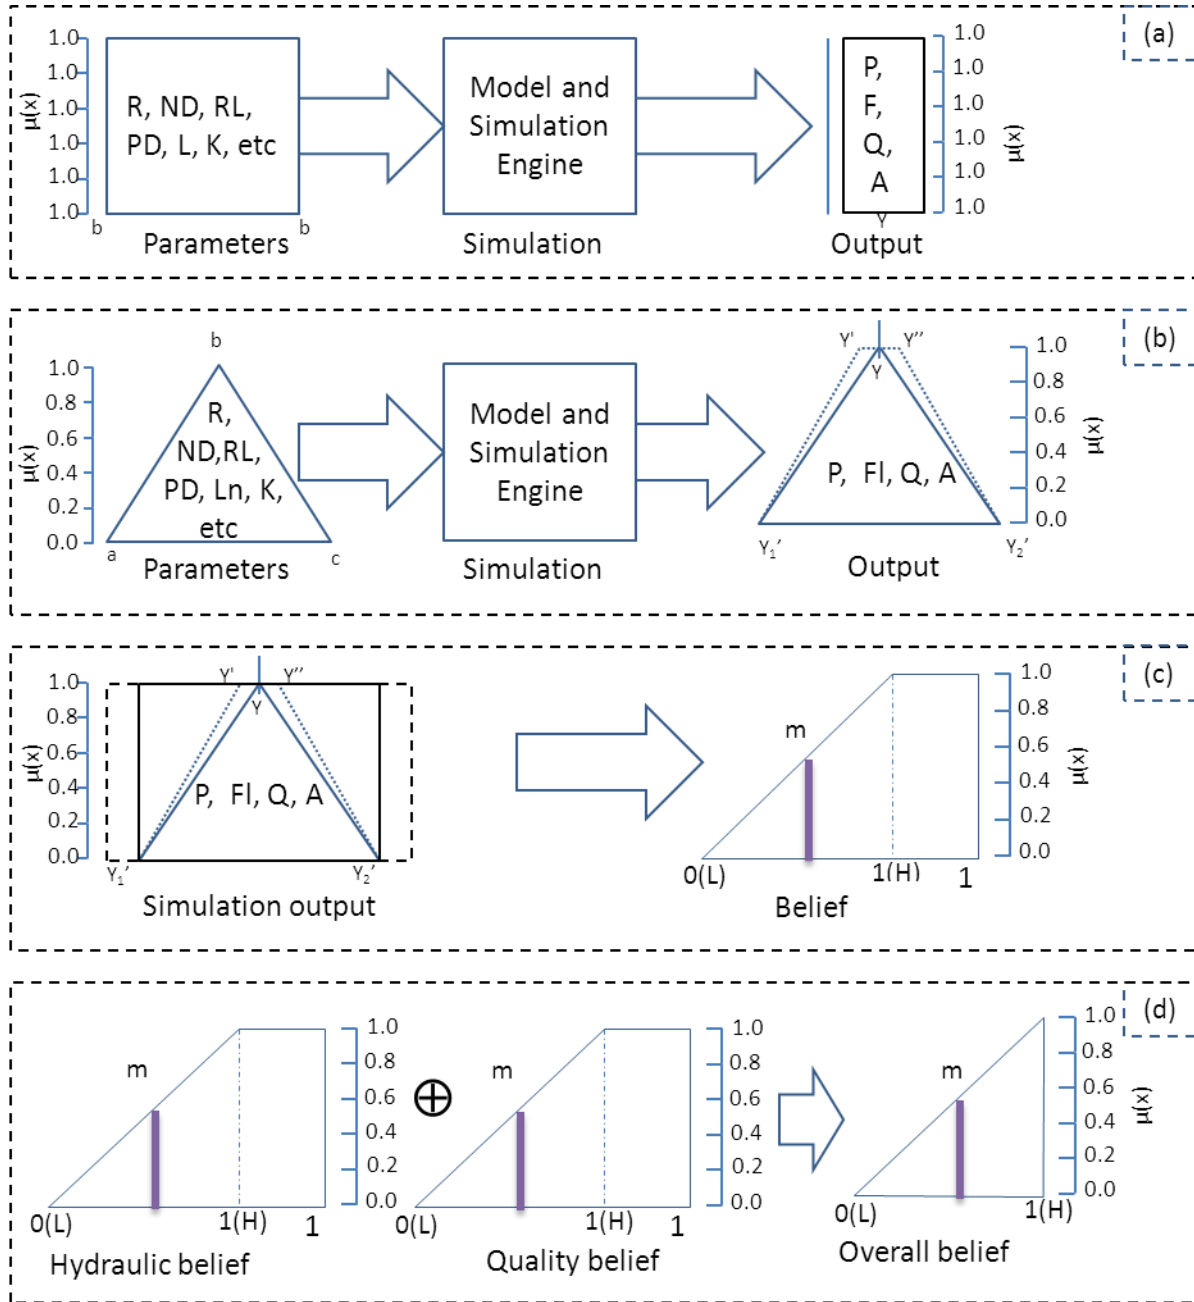 (a)
1.0
1.0
1.0
1.0
1.0
1.0
μ(x)
R, ND, RL,
PD, L, K, etc
b
b
Parameters
Model and
Simulation
Engine
Simulation
P,
F,
Q,
A
Y
Output
1.0
1.0
1.0
1.0
1.0
1.0
μ(x)
(b)
1.0
0.8
0.6
0.4
0.2
0.0
μ(x)
b
R,
ND,RL,
PD, Ln, K,
etc
a
c
Parameters
Model and
Simulation
Engine
Simulation
Y'
Y''
Y
P, Fl, Q, A
Y₁’
Y₂’
Output
1.0
0.8
0.6
0.4
0.2
0.0
μ(x)
(c)
1.0
0.8
0.6
0.4
0.2
0.0
μ(x)
Y'
Y''
Y
P, Fl, Q, A
Y₁’
Y₂’
Simulation output
m
0(L)
1(H)
1
Belief
1.0
0.8
0.6
0.4
0.2
0.0
μ(x)
(d)
m
0(L)
1(H)
1
Hydraulic belief
1.0
0.8
0.6
0.4
0.2
0.0
⊕
m
0(L)
1(H)
1
Quality belief
1.0
0.8
0.6
0.4
0.2
0.0
m
0(L)
1(H)
Overall belief
1.0
0.8
0.6
0.4
0.2
0.0
μ(x)